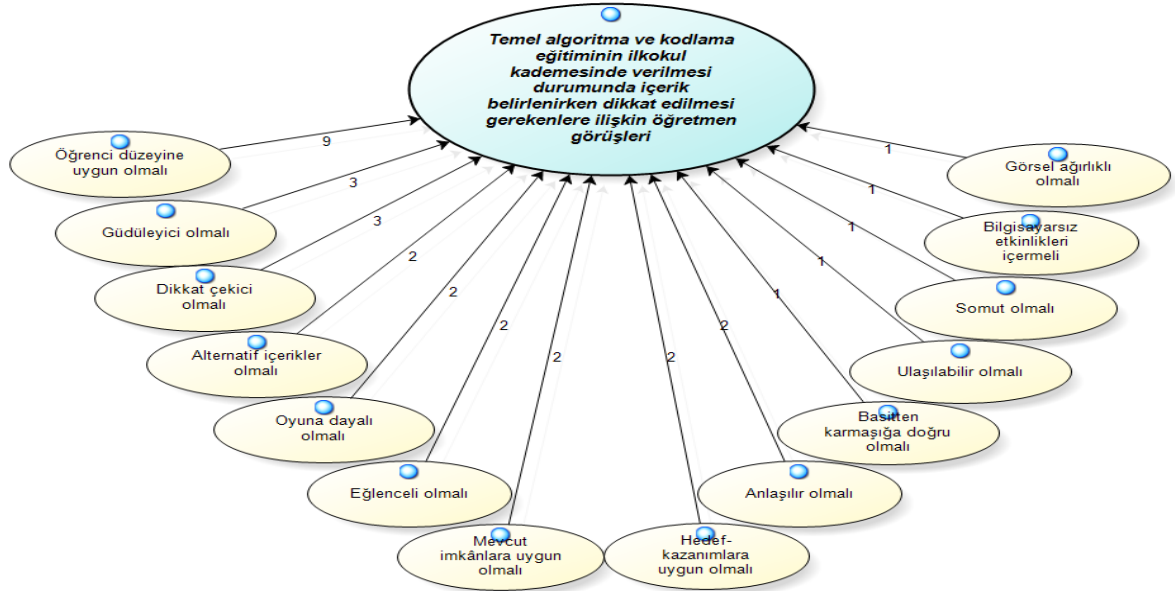 Temel algoritma ve kodlama
eğitiminin ilkokul
kademesinde verilmesi
durumunda içerik
belirlenirken dikkat edilmesi
gerekenlere ilişkin öğretmen
görüşleri
9
Öğrenci düzeyine
uygun olmalı
3
Güdüleyici olmalı
3
Dikkat çekici
olmalı
2
Alternatif içerikler
olmalı
2
Oyuna dayalı
olmalı
2
Eğlenceli olmalı
2
Mevcut
imkânlara uygun
olmalı
2
Hedef-
kazanımlara
uygun olmalı
2
Anlaşılır olmalı
1
Basitten
karmaşığa doğru
olmalı
1
Ulaşılabilir olmalı
1
Somut olmalı
1
Bilgisayarsız
etkinlikleri
içermeli
1
Görsel ağırlıklı
olmalı